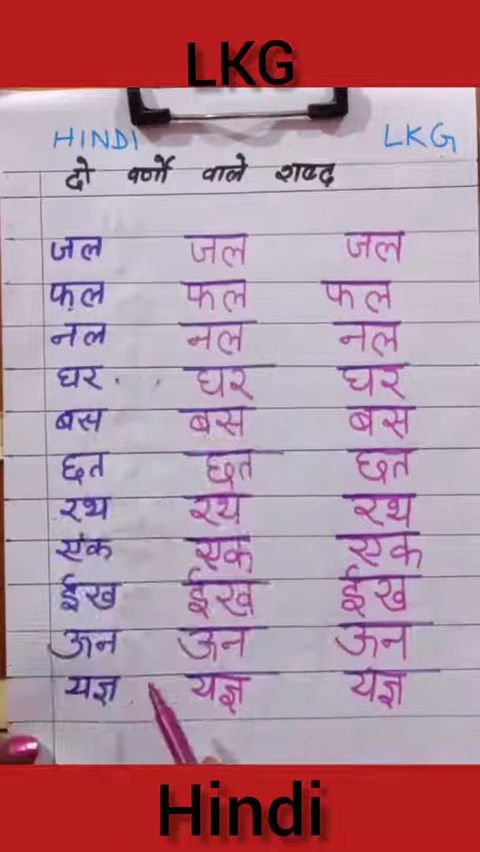 LKG
HINDI LKG
दो वर्णों वाले शब्द
जल जल जल
फ़ल फल फल
नल नल नल
घर घर घर
बस बस बस
छत छत छत
रथ रथ रथ
एक एक एक
ईख ईख ईख
ऊन ऊन ऊन
यज्ञ यज्ञ यज्ञ
Hindi